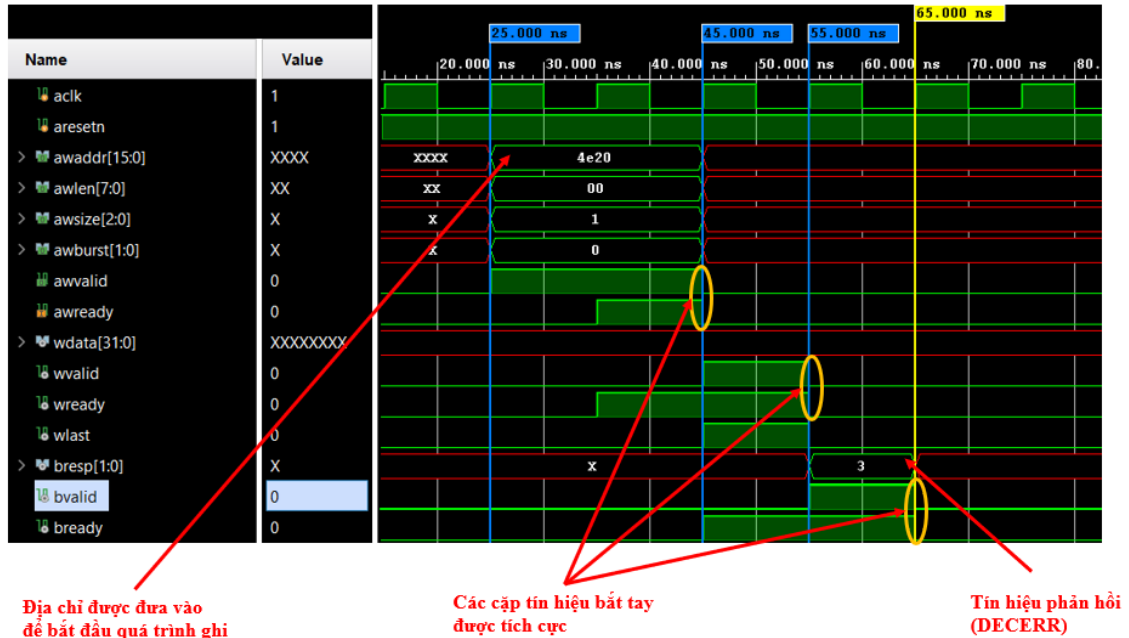 65.000 ns
25.000 ns 45.000 ns 55.000 ns
Name Value
20.000 ns 30.000 ns 40.000 ns 50.000 ns 60.000 ns 70.000 ns 80.
aclk 1
aresetn 1
awaddr[15:0] XXXX XXXX 4e20
awlen[7:0] XX XX 00
awsize[2:0] X X 1
awburst[1:0] X X 0
awvalid 0
awready 0
wdata[31:0] XXXXXXXX
wvalid 0
wready 0
wlast 0
bresp[1:0] X X 3
bvalid 0
bready 0
Địa chỉ được đưa vào
để bắt đầu quá trình ghi
Các cặp tín hiệu bắt tay
được tích cực
Tín hiệu phản hồi
(DECERR)